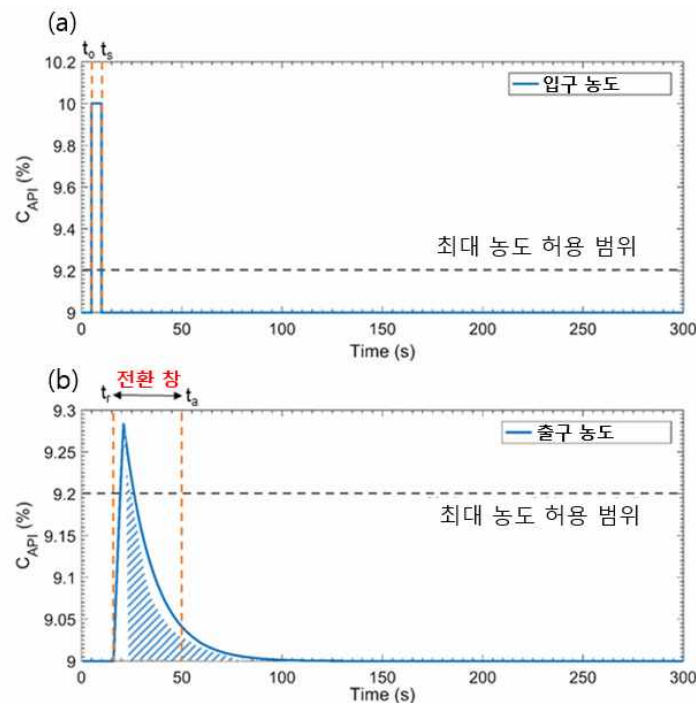 (a)
t₀ tₛ
10.2
10
9.8
9.6
9.4
9.2
9
C_API (%)
입구 농도
최대 농도 허용 범위
0 50 100 150 200 250 300
Time (s)
(b)
전환 창
tᵣ tₐ
9.3
9.25
9.2
9.15
9.1
9.05
9
C_API (%)
출구 농도
최대 농도 허용 범위
0 50 100 150 200 250 300
Time (s)